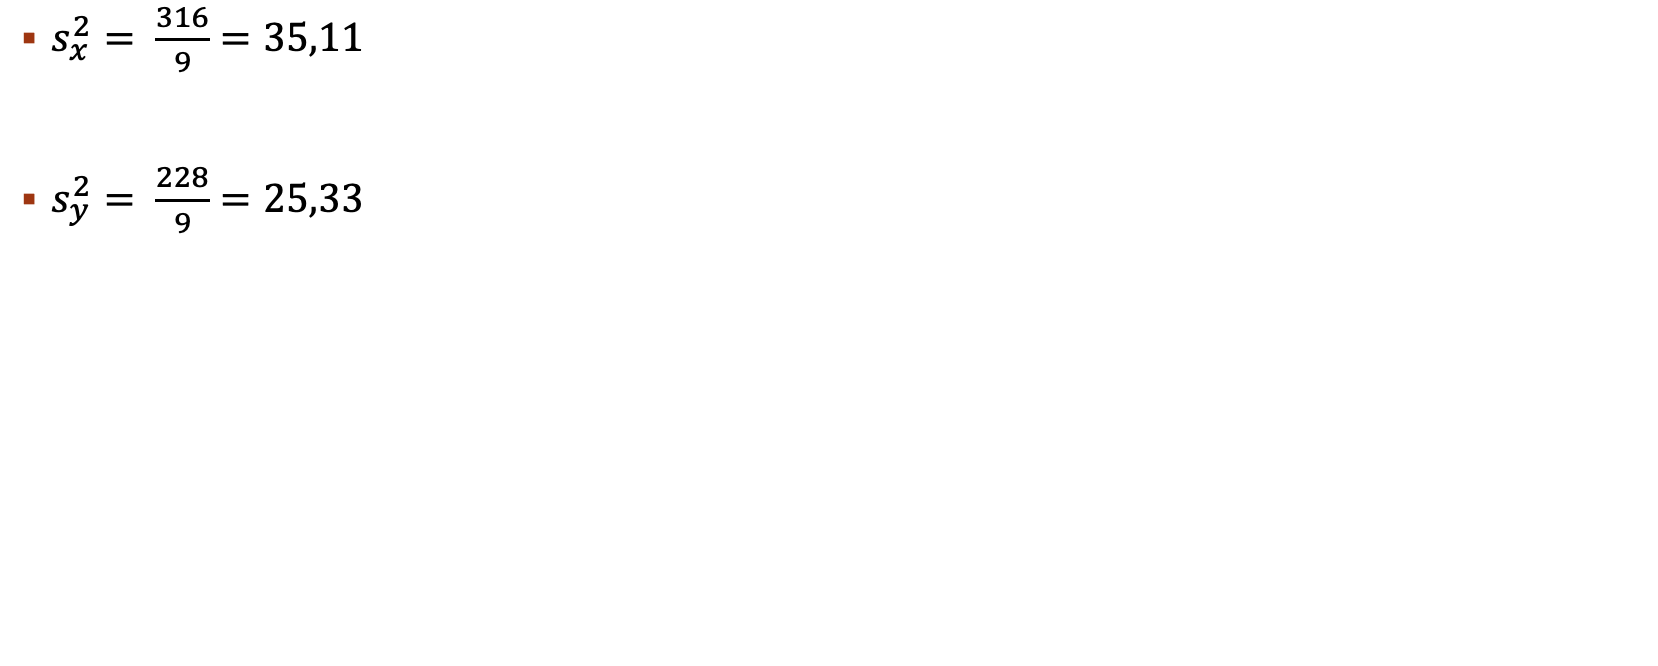 ▪ s_x^2 = 316/9 = 35,11
▪ s_y^2 = 228/9 = 25,33